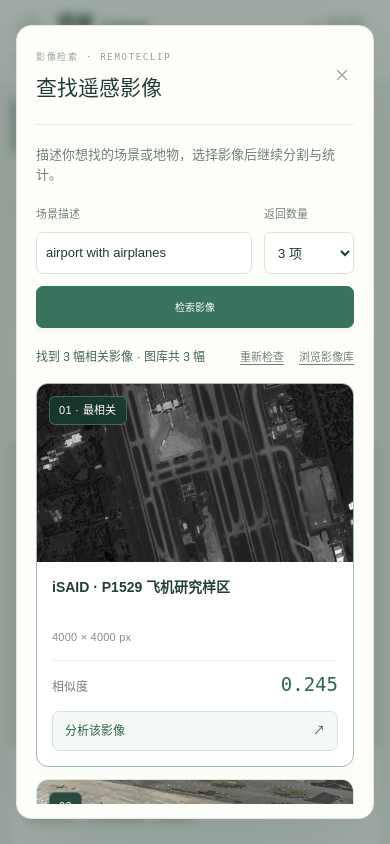 影像检索 · REMOTECLIP
查找遥感影像
×
描述你想找的场景或地物，选择影像后继续分割与统
计。
场景描述
返回数量
airport with airplanes
3 项
检索影像
找到 3 幅相关影像 · 图库共 3 幅
重新检查
浏览影像库
01 · 最相关
iSAID · P1529 飞机研究样区
4000 × 4000 px
相似度
0.245
分析该影像
↗